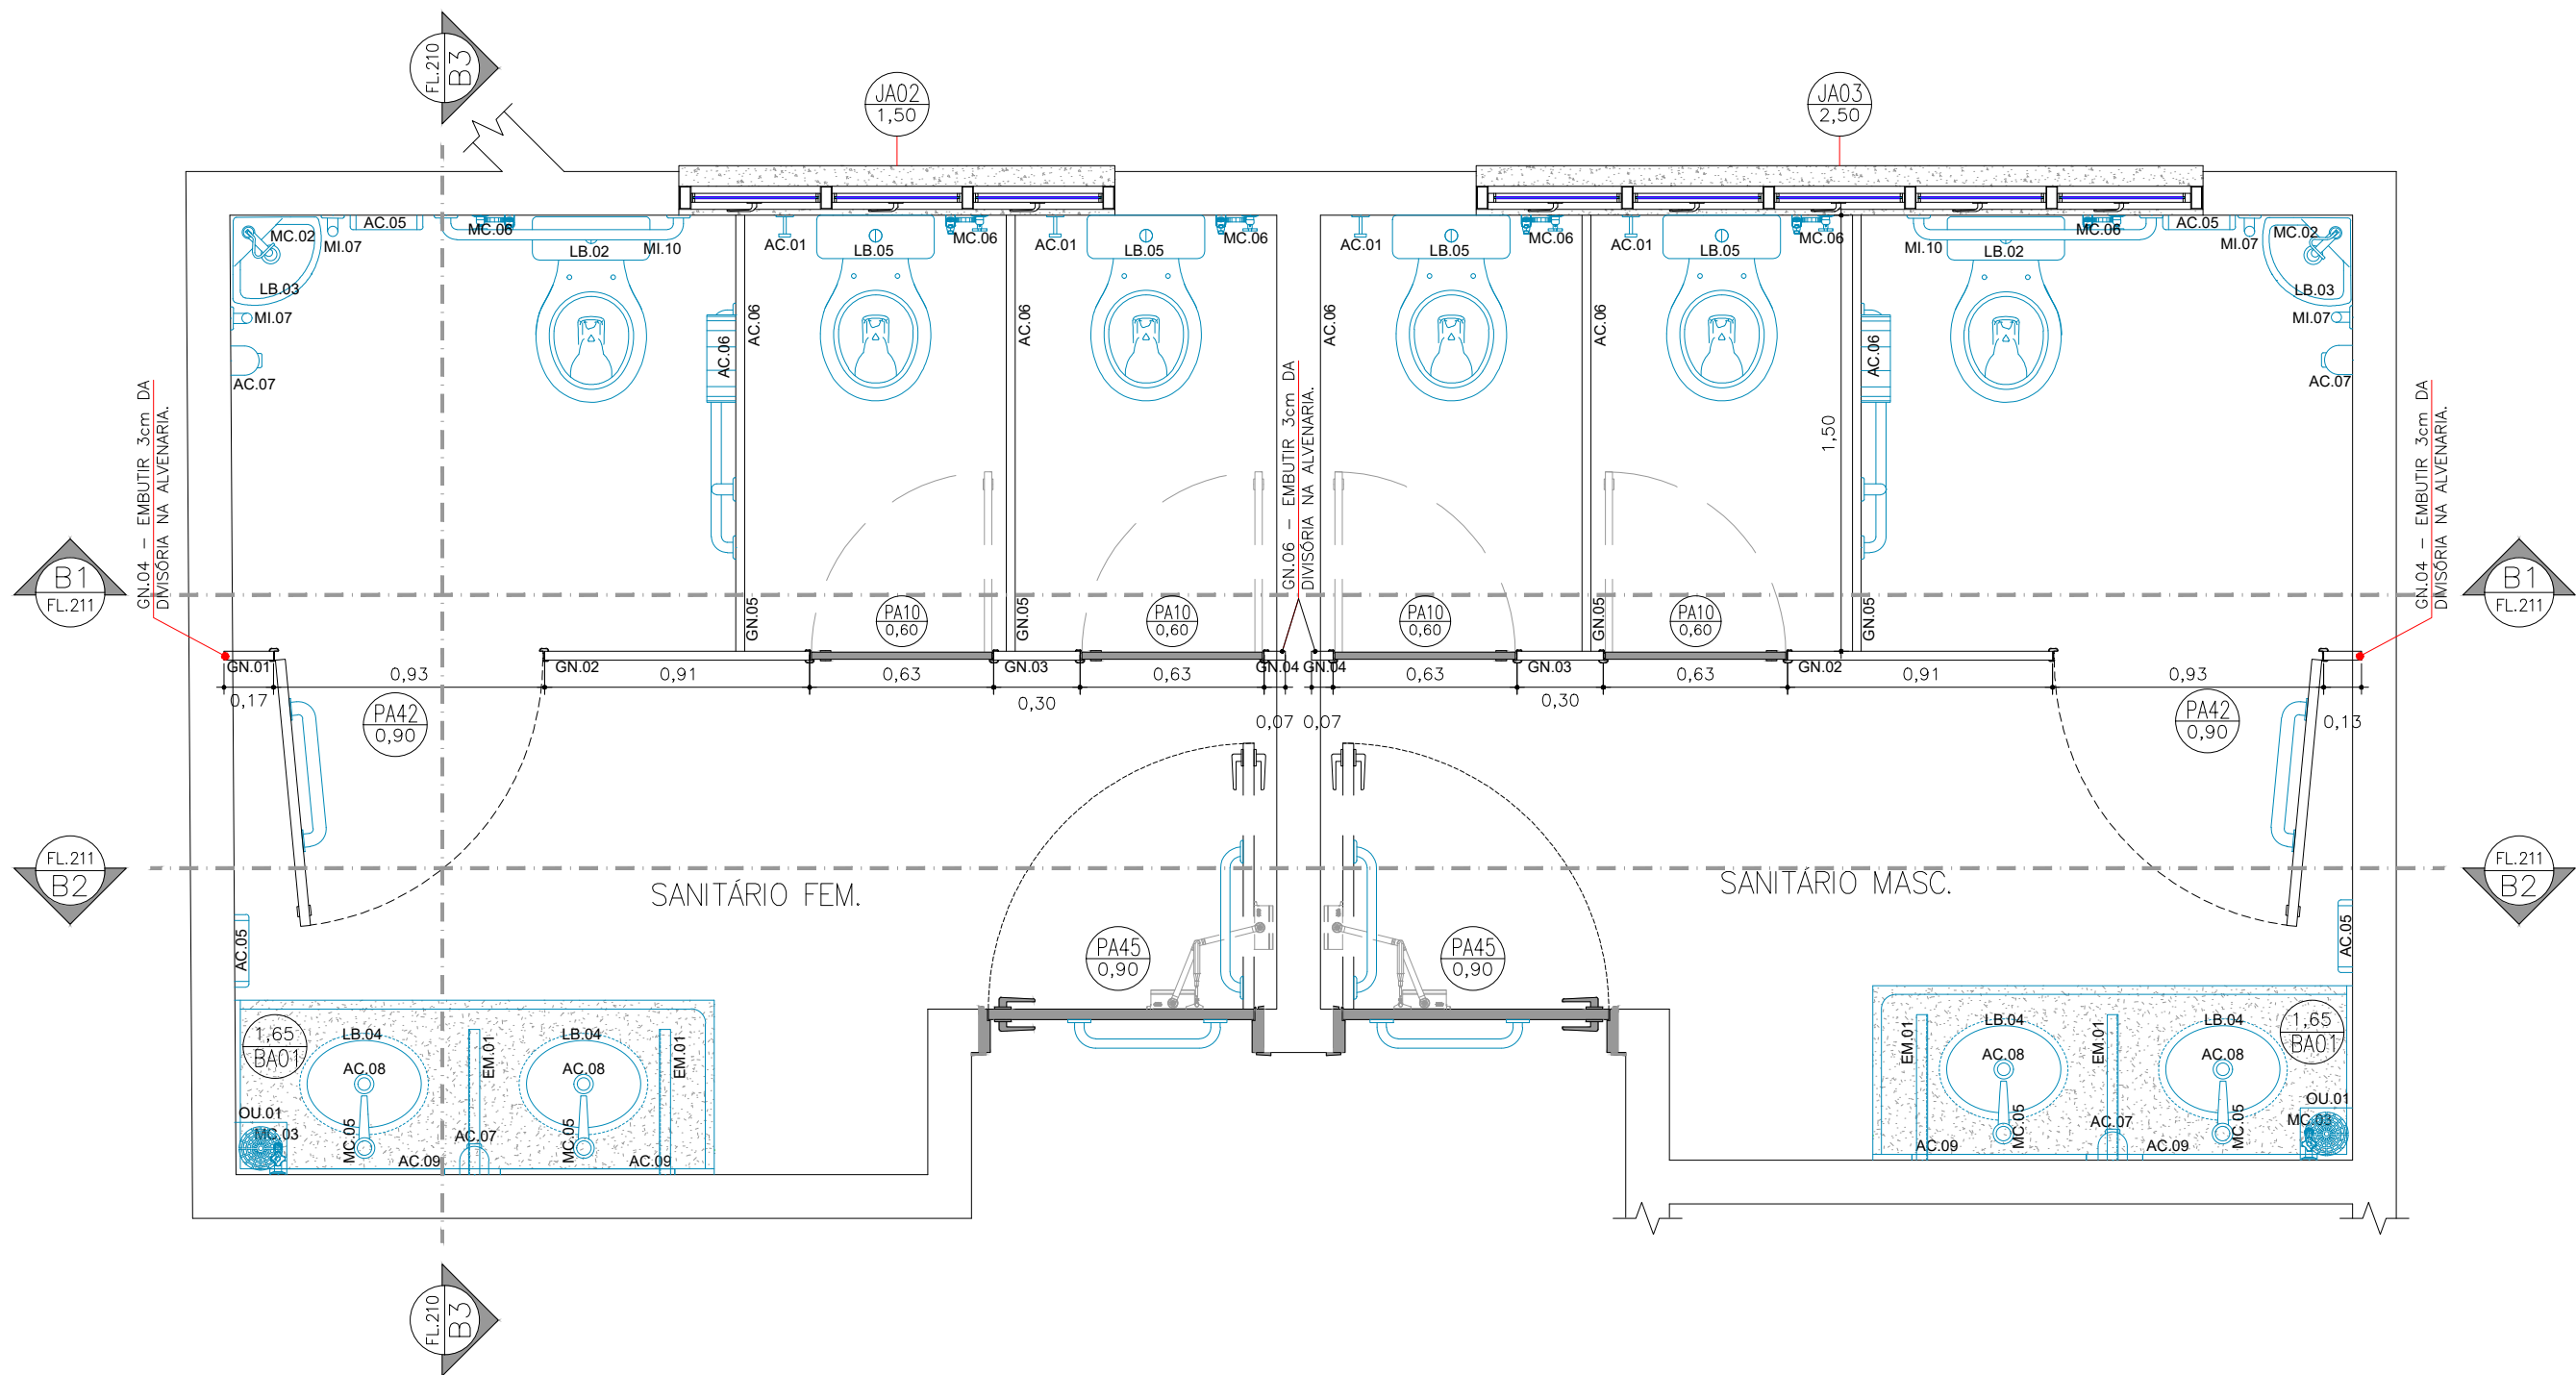 FL.210
B3
JA02
1,50
JA03
2,50
MC.02
MI.07
AC.05
MC.06
LB.02
MI.10
AC.01
LB.05
MC.06
AC.01
LB.05
MC.06
AC.01
LB.05
MC.06
AC.01
LB.05
MC.06
MI.10
LB.02
MC.06
AC.05
MI.07
MC.02
LB.03
MI.07
AC.07
AC.06
AC.06
AC.06
AC.06
AC.06
AC.06
LB.03
MI.07
AC.07
1,50
GN.04 – EMBUTIR 3cm DA
DIVISÓRIA NA ALVENARIA.
GN.06 – EMBUTIR 3cm DA
DIVISÓRIA NA ALVENARIA.
GN.04 – EMBUTIR 3cm DA
DIVISÓRIA NA ALVENARIA.
B1
FL.211
B1
FL.211
GN.05
PA10
0,60
GN.05
PA10
0,60
PA10
0,60
GN.05
PA10
0,60
GN.05
GN.01
GN.02
GN.03
GN.04
GN.04
GN.03
GN.02
0,17
0,93
0,91
0,63
0,30
0,63
0,07
0,07
0,63
0,30
0,63
0,91
0,93
0,13
PA42
0,90
PA42
0,90
FL.211
B2
SANITÁRIO FEM.
SANITÁRIO MASC.
FL.211
B2
AC.05
PA45
0,90
PA45
0,90
AC.05
1,65
BA01
LB.04
AC.08
EM.01
LB.04
AC.08
EM.01
OU.01
MC.03
MC.05
AC.09
AC.07
MC.05
AC.09
EM.01
LB.04
AC.08
EM.01
LB.04
AC.08
1,65
BA01
AC.09
MC.05
AC.07
AC.09
MC.05
OU.01
MC.03
FL.210
B3